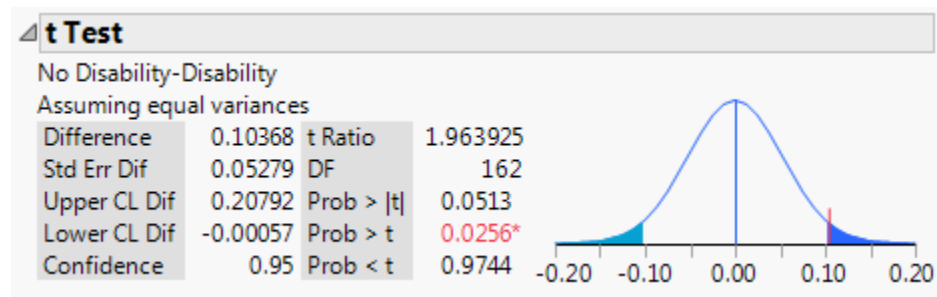 t Test
No Disability-Disability
Assuming equal variances
Difference 0.10368 t Ratio 1.963925
Std Err Dif 0.05279 DF 162
Upper CL Dif 0.20792 Prob > |t| 0.0513
Lower CL Dif -0.00057 Prob > t 0.0256*
Confidence 0.95 Prob < t 0.9744
-0.20 -0.10 0.00 0.10 0.20